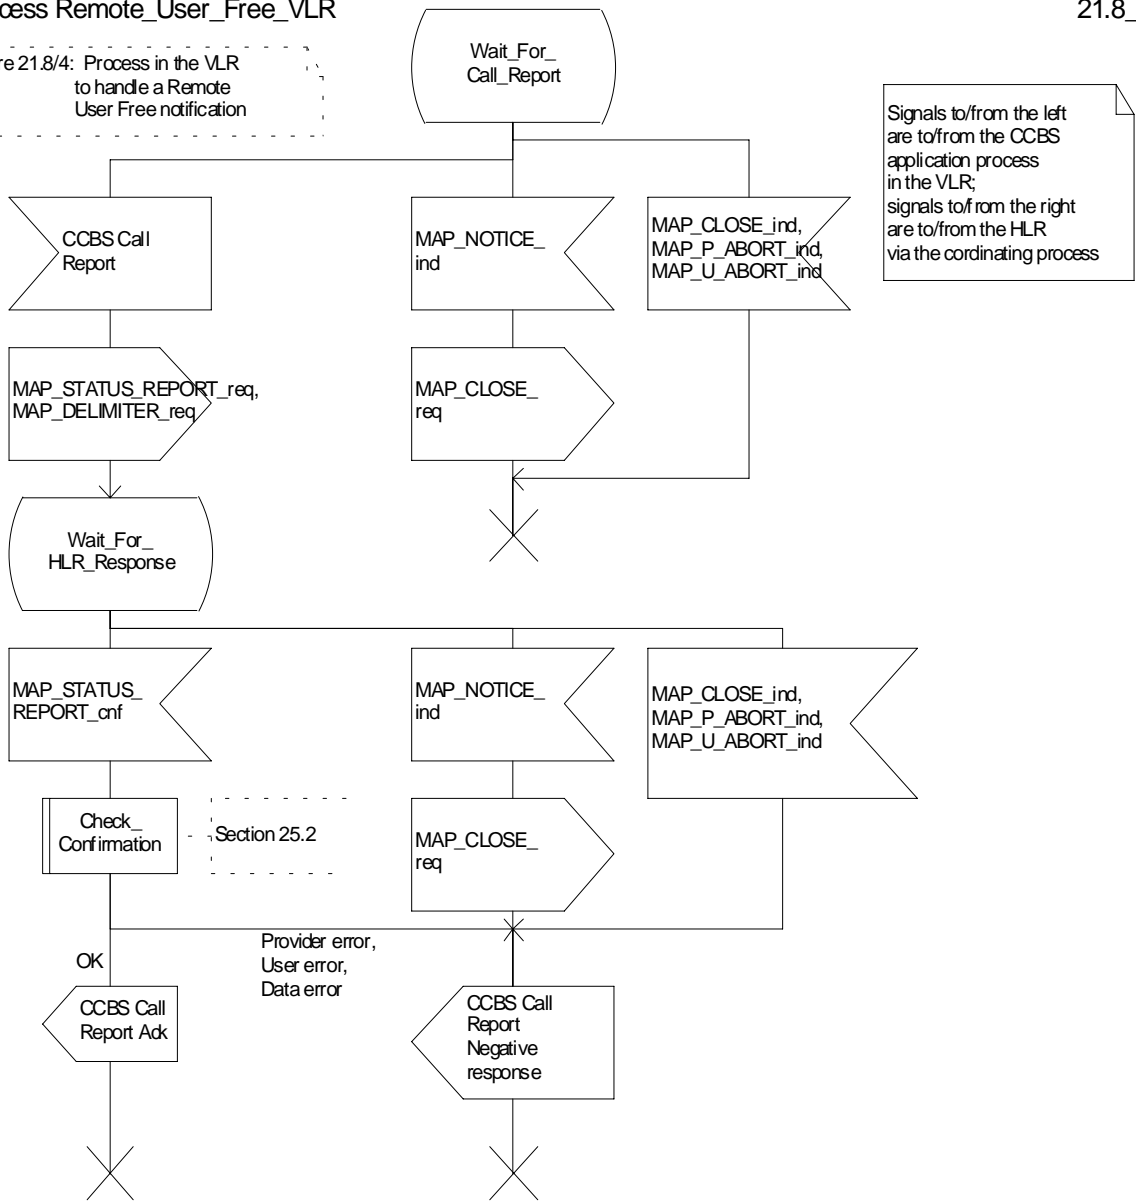 cess Remote_User_Free_VLR
21.8_
re 21.8/4: Process in the VLR
to handle a Remote
User Free notification
Wait_For_
Call_Report
Signals to/from the left
are to/from the CCBS
application process
in the VLR;
signals to/from the right
are to/from the HLR
via the cordinating process
CCBS Call
Report
MAP_NOTICE_
ind
MAP_CLOSE_ind,
MAP_P_ABORT_ind,
MAP_U_ABORT_ind
MAP_STATUS_REPORT_req,
MAP_DELIMITER_req
MAP_CLOSE_
req
Wait_For_
HLR_Response
MAP_STATUS_
REPORT_cnf
MAP_NOTICE_
ind
MAP_CLOSE_ind,
MAP_P_ABORT_ind,
MAP_U_ABORT_ind
Check_
Confirmation
Section 25.2
MAP_CLOSE_
req
Provider error,
User error,
Data error
OK
CCBS Call
Report Ack
CCBS Call
Report
Negative
response